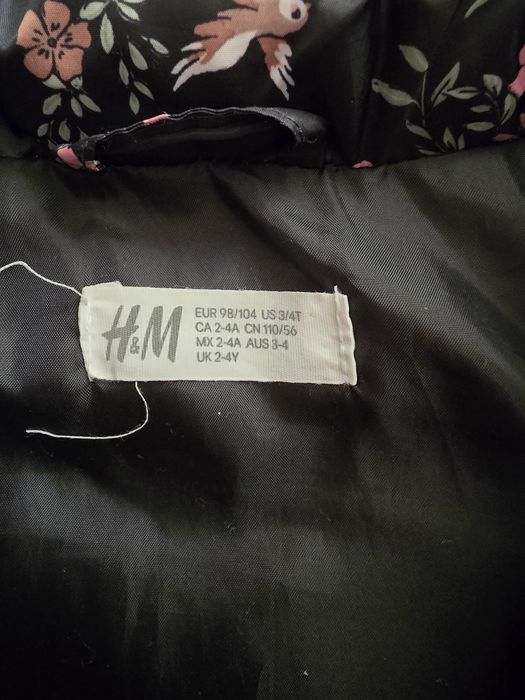 H&M
EUR 98/104 US 3/4T
CA 2-4A CN 110/56
MX 2-4A AUS 3-4
UK 2-4Y